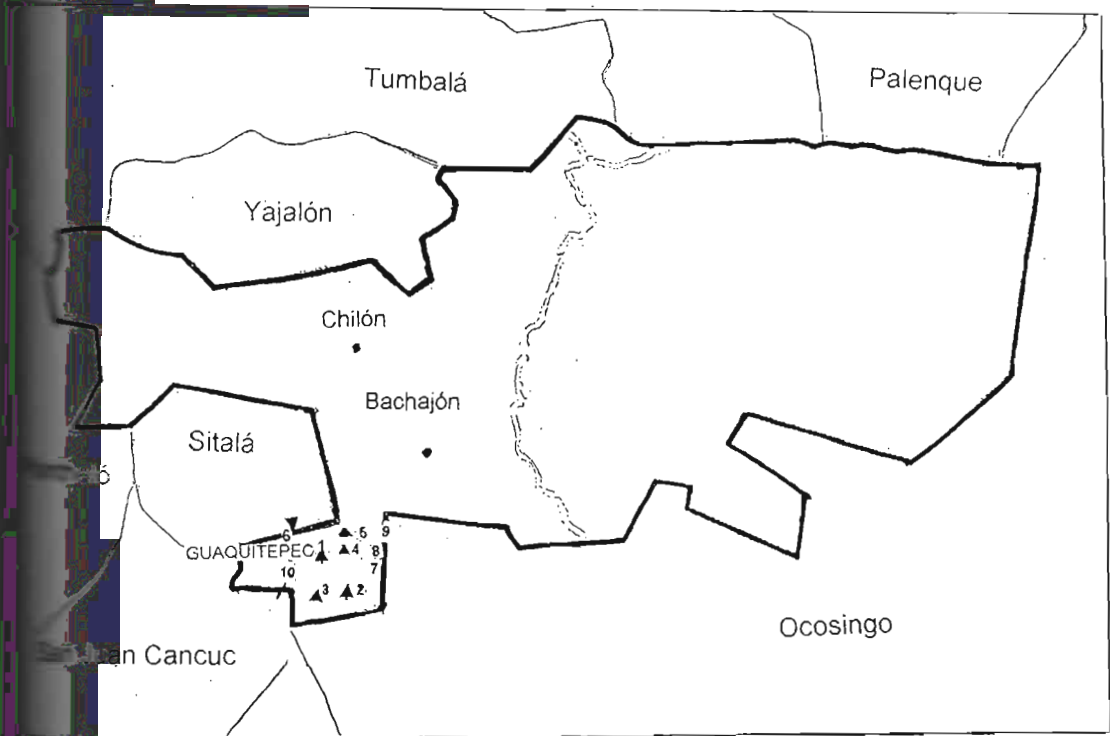 Tumbalá
Palenque
Yajalón
Chilón
Bachajón
Sitalá
ó
6
5
9
GUAQUITEPEC 1
4
8
10
7
3
2
Ocosingo
an Cancuc